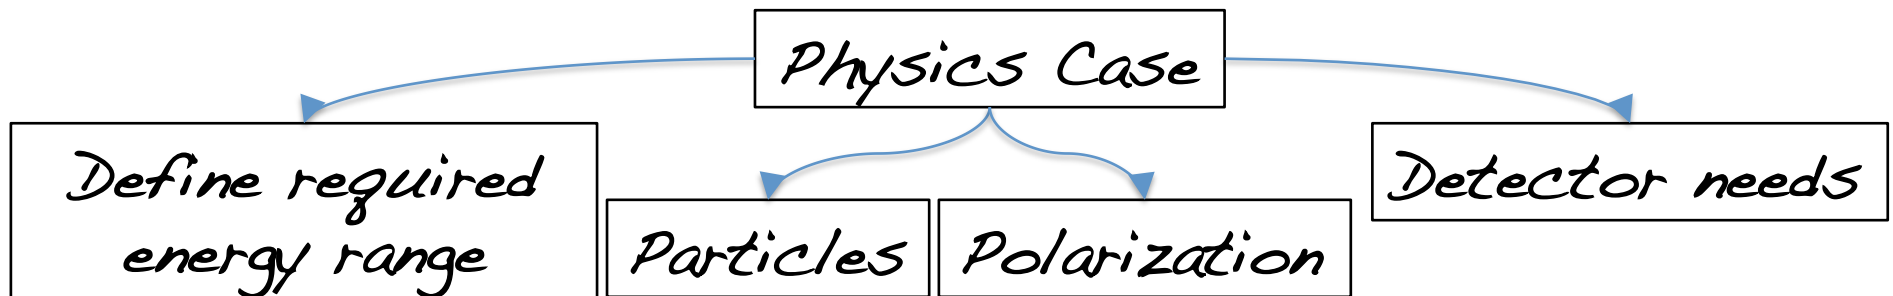 Physics Case
Define required
energy range
Particles
Polarization
Detector needs